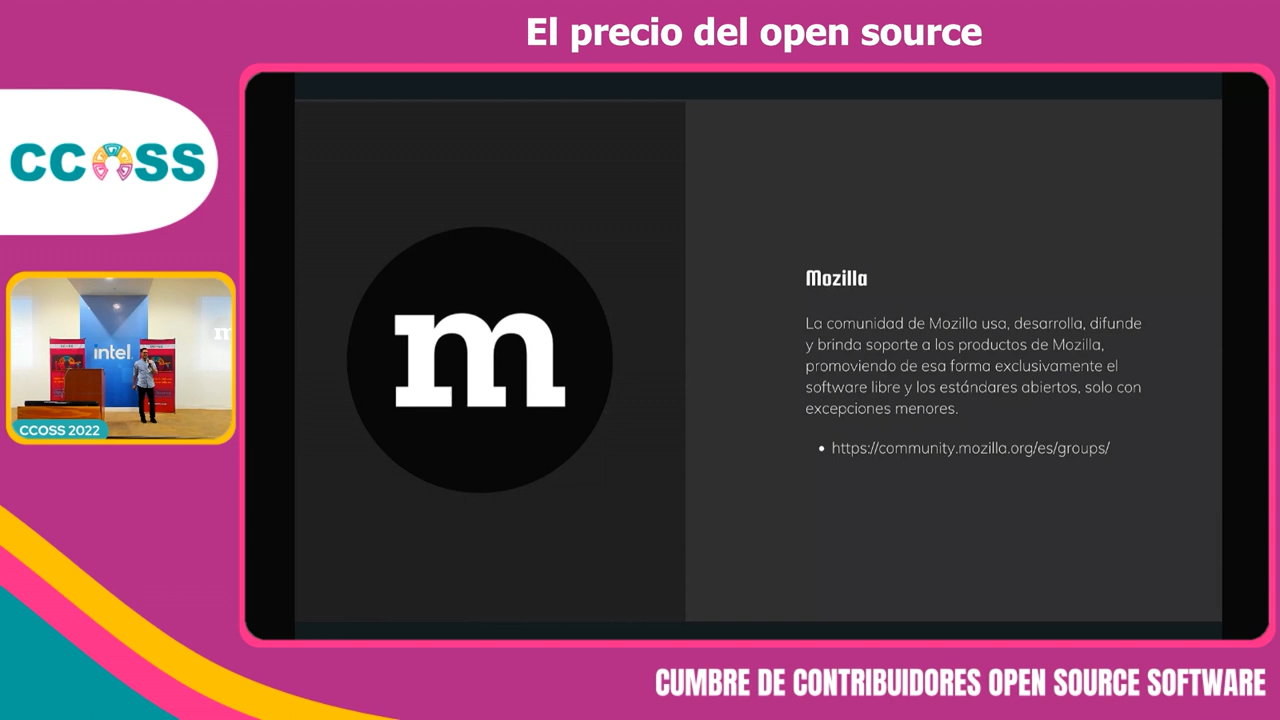 El precio del open source
CCOSS
intel.
m
CCOSS 2022
m
Mozilla
La comunidad de Mozilla usa, desarrolla, difunde
y brinda soporte a los productos de Mozilla,
promoviendo de esa forma exclusivamente el
software libre y los estándares abiertos, solo con
excepciones menores.
• https://community.mozilla.org/es/groups/
CUMBRE DE CONTRIBUIDORES OPEN SOURCE SOFTWARE